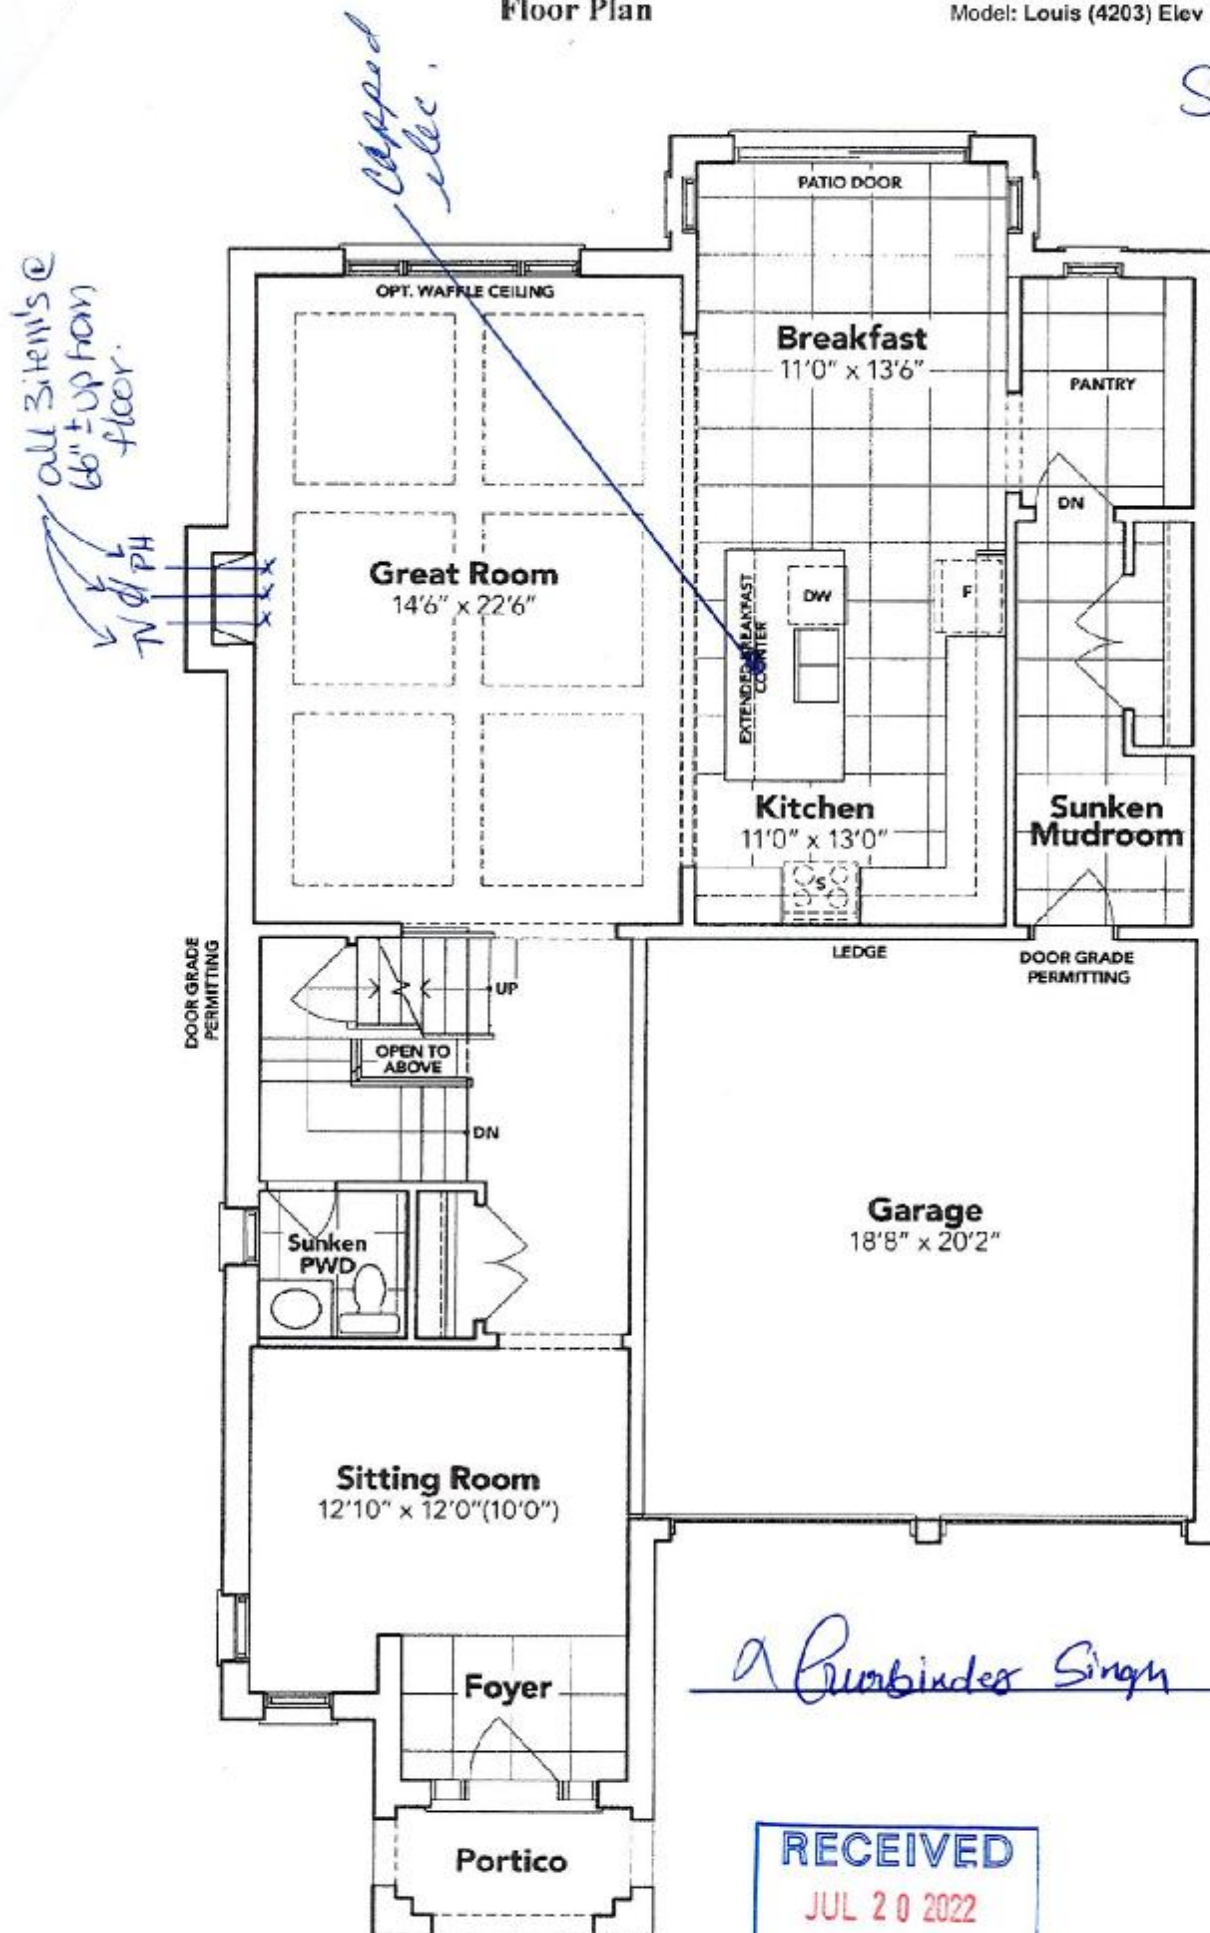 Floor Plan
Model: Louis (4203) Elev
S
Capped
elec.
PATIO DOOR
all 3 item's @
66" ± up from
floor.
OPT. WAFFLE CEILING
Breakfast
11'0" x 13'6"
PANTRY
DN
TV
PH
Great Room
14'6" x 22'6"
EXTENDED BREAKFAST
COUNTER
DW
F
Kitchen
11'0" x 13'0"
S
Sunken
Mudroom
DOOR GRADE
PERMITTING
LEDGE
DOOR GRADE
PERMITTING
UP
OPEN TO
ABOVE
DN
Sunken
PWD
Garage
18'8" x 20'2"
Sitting Room
12'10" x 12'0"(10'0")
Foyer
Singh
Portico
RECEIVED
JUL 20 2022